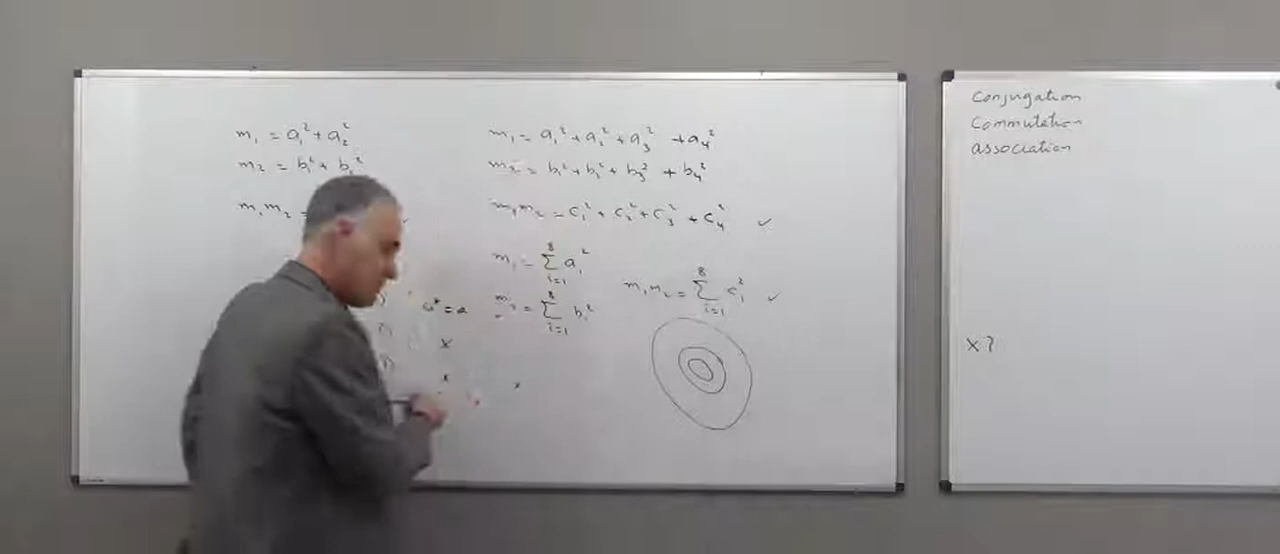 m₁ = a₁² + a₂²
m₂ = b₁² + b₂²
m₁m₂ =
m₁ = a₁² + a₂² + a₃² + a₄²
m₂ = b₁² + b₂² + b₃² + b₄²
m₁m₂ = c₁² + c₂² + c₃² + c₄² ✓
m₁ = ∑ᵢ₌₁⁸ aᵢ²
m₂ = ∑ᵢ₌₁⁸ bᵢ²
m₁m₂ = ∑ᵢ₌₁⁸ cᵢ² ✓
a* = a
x
x
x
Conjugation
Commutation
association
x?